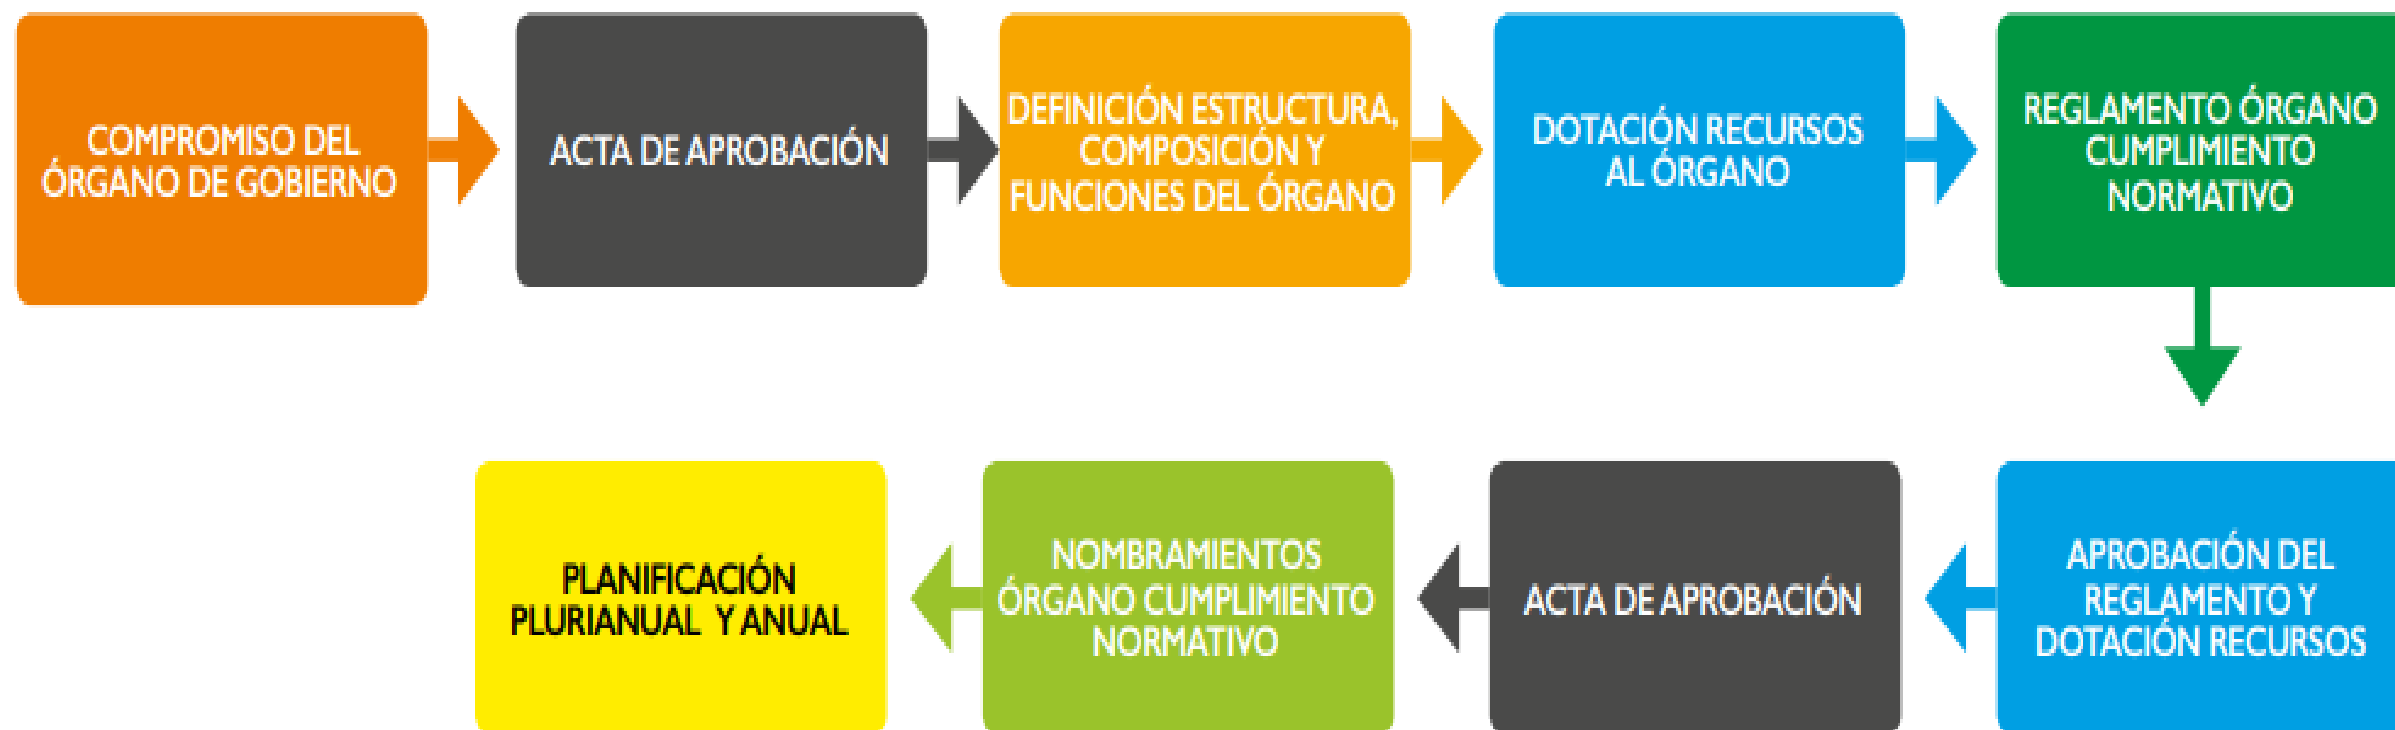 COMPROMISO DEL
ÓRGANO DE GOBIERNO
ACTA DE APROBACIÓN
DEFINICIÓN ESTRUCTURA,
COMPOSICIÓN Y
FUNCIONES DEL ÓRGANO
DOTACIÓN RECURSOS
AL ÓRGANO
REGLAMENTO ÓRGANO
CUMPLIMIENTO
NORMATIVO
APROBACIÓN DEL
REGLAMENTO Y
DOTACIÓN RECURSOS
ACTA DE APROBACIÓN
NOMBRAMIENTOS
ÓRGANO CUMPLIMIENTO
NORMATIVO
PLANIFICACIÓN
PLURIANUAL Y ANUAL